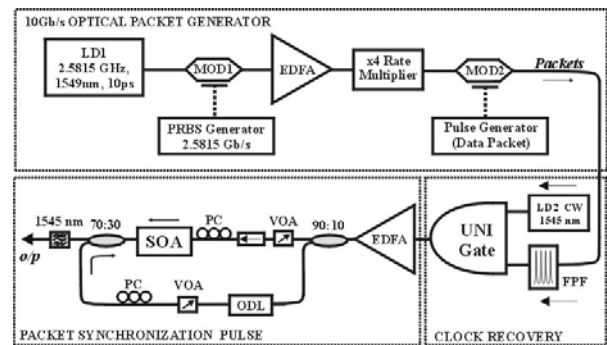 10Gb/s OPTICAL PACKET GENERATOR
LD1
2.5815 GHz,
1549nm, 10ps
MOD1
EDFA
x4 Rate
Multiplier
MOD2
Packets
PRBS Generator
2.5815 Gb/s
Pulse Generator
(Data Packet)
1545 nm
70:30
PC
VOA
90:10
SOA
EDFA
o/p
PC
VOA
ODL
PACKET SYNCHRONIZATION PULSE
LD2 CW
1545 nm
UNI
Gate
FPF
CLOCK RECOVERY